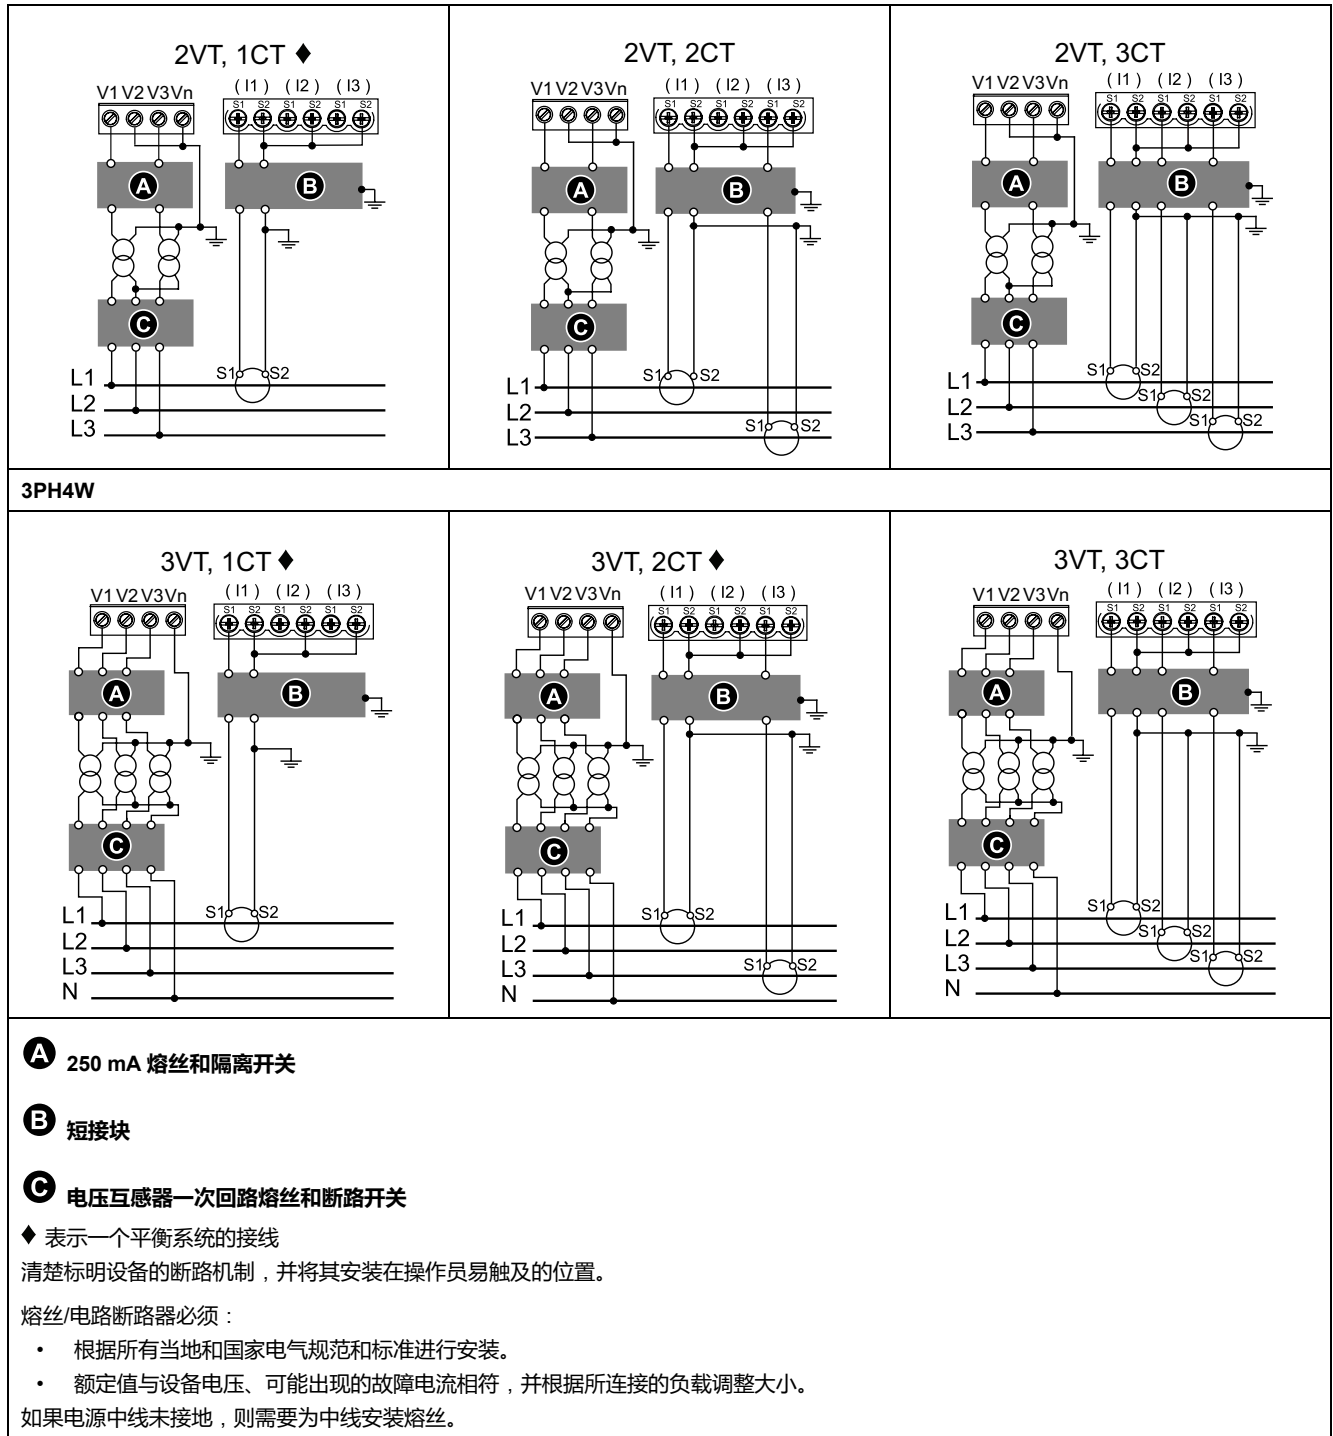 2VT, 1CT ♦
V1 V2 V3 Vn
( I1 ) ( I2 ) ( I3 )
S1 S2 S1 S2 S1 S2
A
B
C
S1 S2
L1
L2
L3
2VT, 2CT
V1 V2 V3 Vn
( I1 ) ( I2 ) ( I3 )
S1 S2 S1 S2 S1 S2
A
B
C
S1 S2
L1
L2
S1 S2
L3
2VT, 3CT
V1 V2 V3 Vn
( I1 ) ( I2 ) ( I3 )
S1 S2 S1 S2 S1 S2
A
B
C
S1 S2
L1
S1 S2
L2
S1 S2
L3
3PH4W
3VT, 1CT ♦
V1 V2 V3 Vn
( I1 ) ( I2 ) ( I3 )
S1 S2 S1 S2 S1 S2
A
B
C
S1 S2
L1
L2
L3
N
3VT, 2CT ♦
V1 V2 V3 Vn
( I1 ) ( I2 ) ( I3 )
S1 S2 S1 S2 S1 S2
A
B
C
S1 S2
L1
L2
S1 S2
L3
N
3VT, 3CT
V1 V2 V3 Vn
( I1 ) ( I2 ) ( I3 )
S1 S2 S1 S2 S1 S2
A
B
C
S1 S2
L1
S1 S2
L2
S1 S2
L3
N
A 250 mA 熔丝和隔离开关
B 短接块
C 电压互感器一次回路熔丝和断路开关
♦ 表示一个平衡系统的接线
清楚标明设备的断路机制，并将其安装在操作员易触及的位置。
熔丝/电路断路器必须：
• 根据所有当地和国家电气规范和标准进行安装。
• 额定值与设备电压、可能出现的故障电流相符，并根据所连接的负载调整大小。
如果电源中线未接地，则需要为中线安装熔丝。